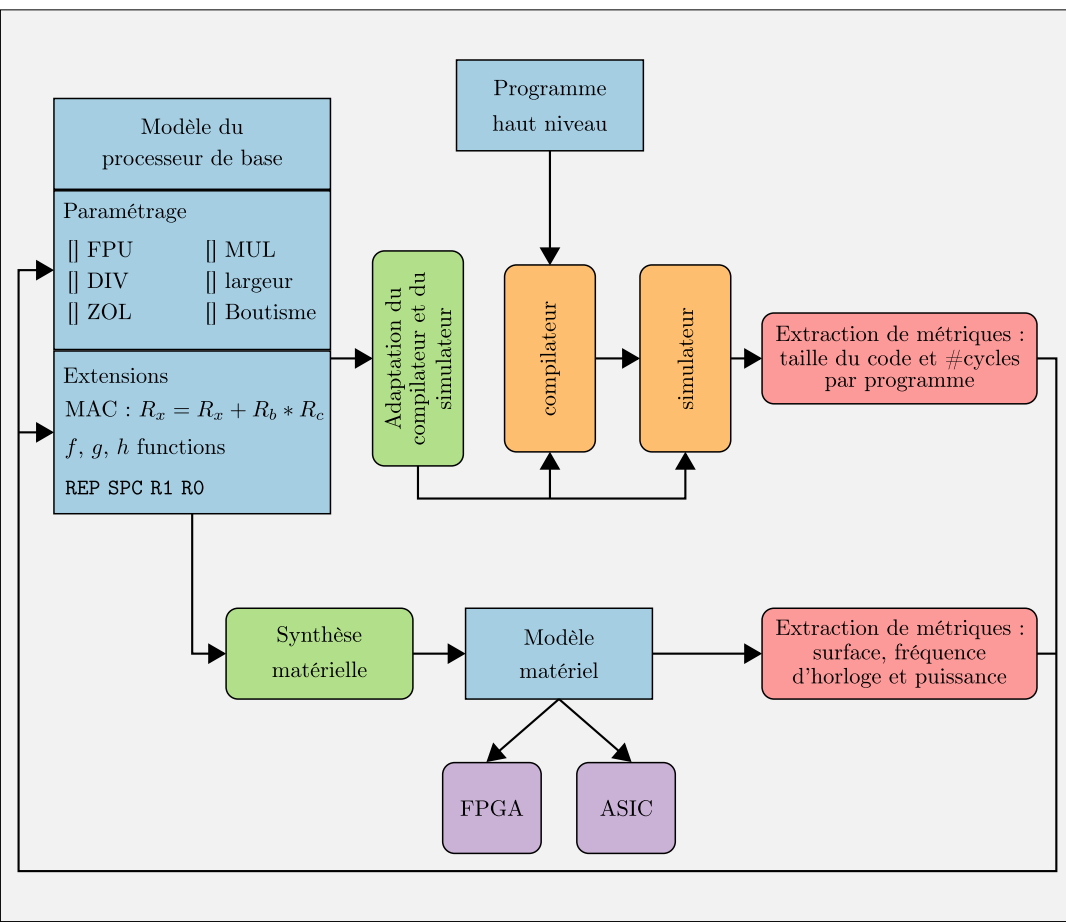 Programme
haut niveau
Modèle du
processeur de base
Paramétrage
[] FPU [] MUL
[] DIV [] largeur
[] ZOL [] Boutisme
Extensions
MAC : R_x = R_x + R_b * R_c
f, g, h functions
REP SPC R1 R0
Adaptation du
compilateur et du
simulateur
compilateur
simulateur
Extraction de métriques :
taille du code et #cycles
par programme
Synthèse
matérielle
Modèle
matériel
Extraction de métriques :
surface, fréquence
d'horloge et puissance
FPGA
ASIC